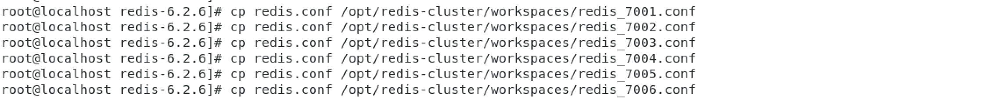 root@localhost redis-6.2.6]# cp redis.conf /opt/redis-cluster/workspaces/redis_7001.conf
root@localhost redis-6.2.6]# cp redis.conf /opt/redis-cluster/workspaces/redis_7002.conf
root@localhost redis-6.2.6]# cp redis.conf /opt/redis-cluster/workspaces/redis_7003.conf
root@localhost redis-6.2.6]# cp redis.conf /opt/redis-cluster/workspaces/redis_7004.conf
root@localhost redis-6.2.6]# cp redis.conf /opt/redis-cluster/workspaces/redis_7005.conf
root@localhost redis-6.2.6]# cp redis.conf /opt/redis-cluster/workspaces/redis_7006.conf